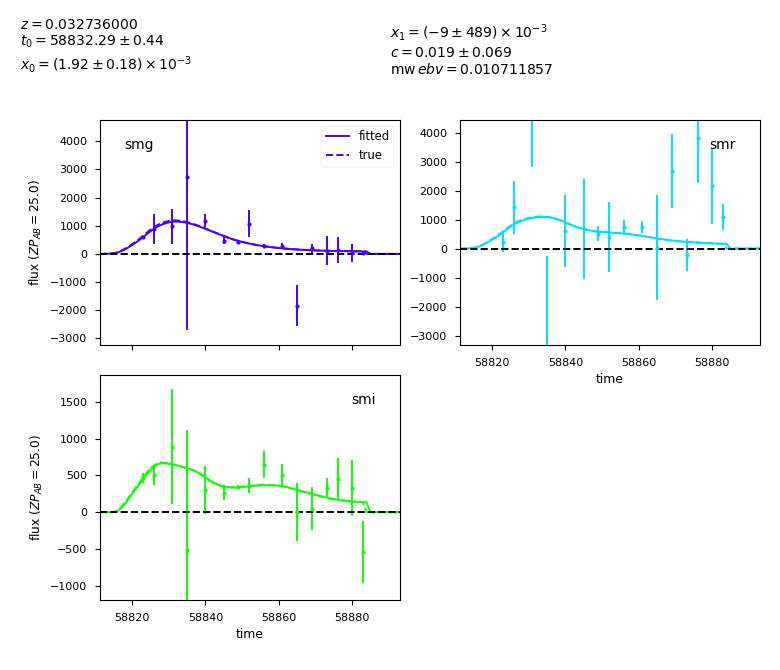 z = 0.032736000
t₀ = 58832.29 ± 0.44
x₀ = (1.92 ± 0.18) × 10⁻³
x₁ = (−9 ± 489) × 10⁻³
c = 0.019 ± 0.069
mw ebv = 0.010711857
smg
fitted
true
4000
3000
2000
1000
0
−1000
−2000
−3000
flux (ZP_AB = 25.0)
smr
4000
3000
2000
1000
0
−1000
−2000
−3000
58820 58840 58860 58880
time
smi
1500
1000
500
0
−500
−1000
flux (ZP_AB = 25.0)
58820 58840 58860 58880
time